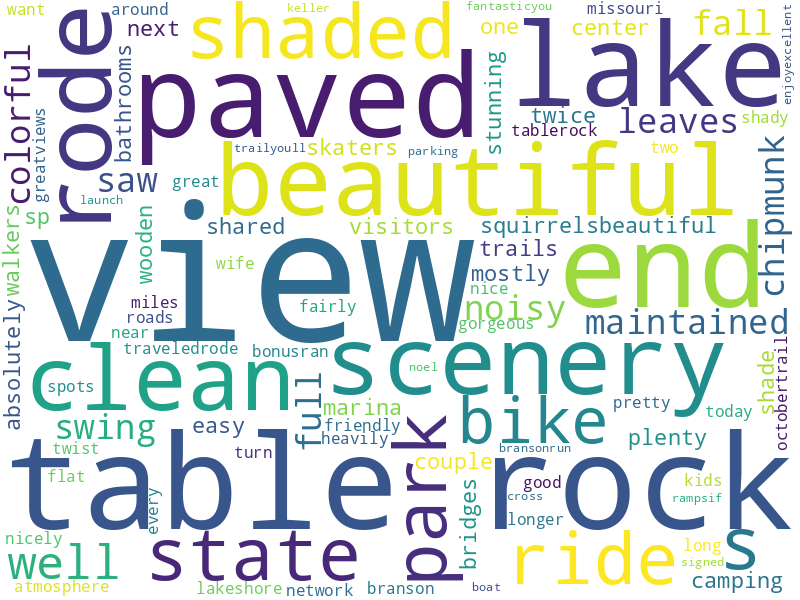 want
around
keller
fantasticyou
missouri
next
shaded
one
center
fall
enjoyexcellent
rode
lake
colorful
bathrooms
paved
stunning
twice
leaves
shady
tablerock
greatviews
trailyoull
skaters
parking
two
beautiful
chipmunk
saw
great
launch
sp
walkers
wooden
shared
visitors
squirrelsbeautiful
view
trails
end
wife
mostly
nice
miles
fairly
noisy
maintained
roads
gorgeous
near
absolutely
traveledrode
bonusran
scenery
octobertrail
clean
noel
shade
spots
full
marina
bike
pretty
today
swing
easy
friendly
heavily
plenty
twist
turn
park
bransonrun
table
rock
couple
flat
every
bridges
good
cross
kids
rampsif
longer
nicely
state
ride
long
s
well
signed
atmosphere
lakeshore
network
branson
boat
camping